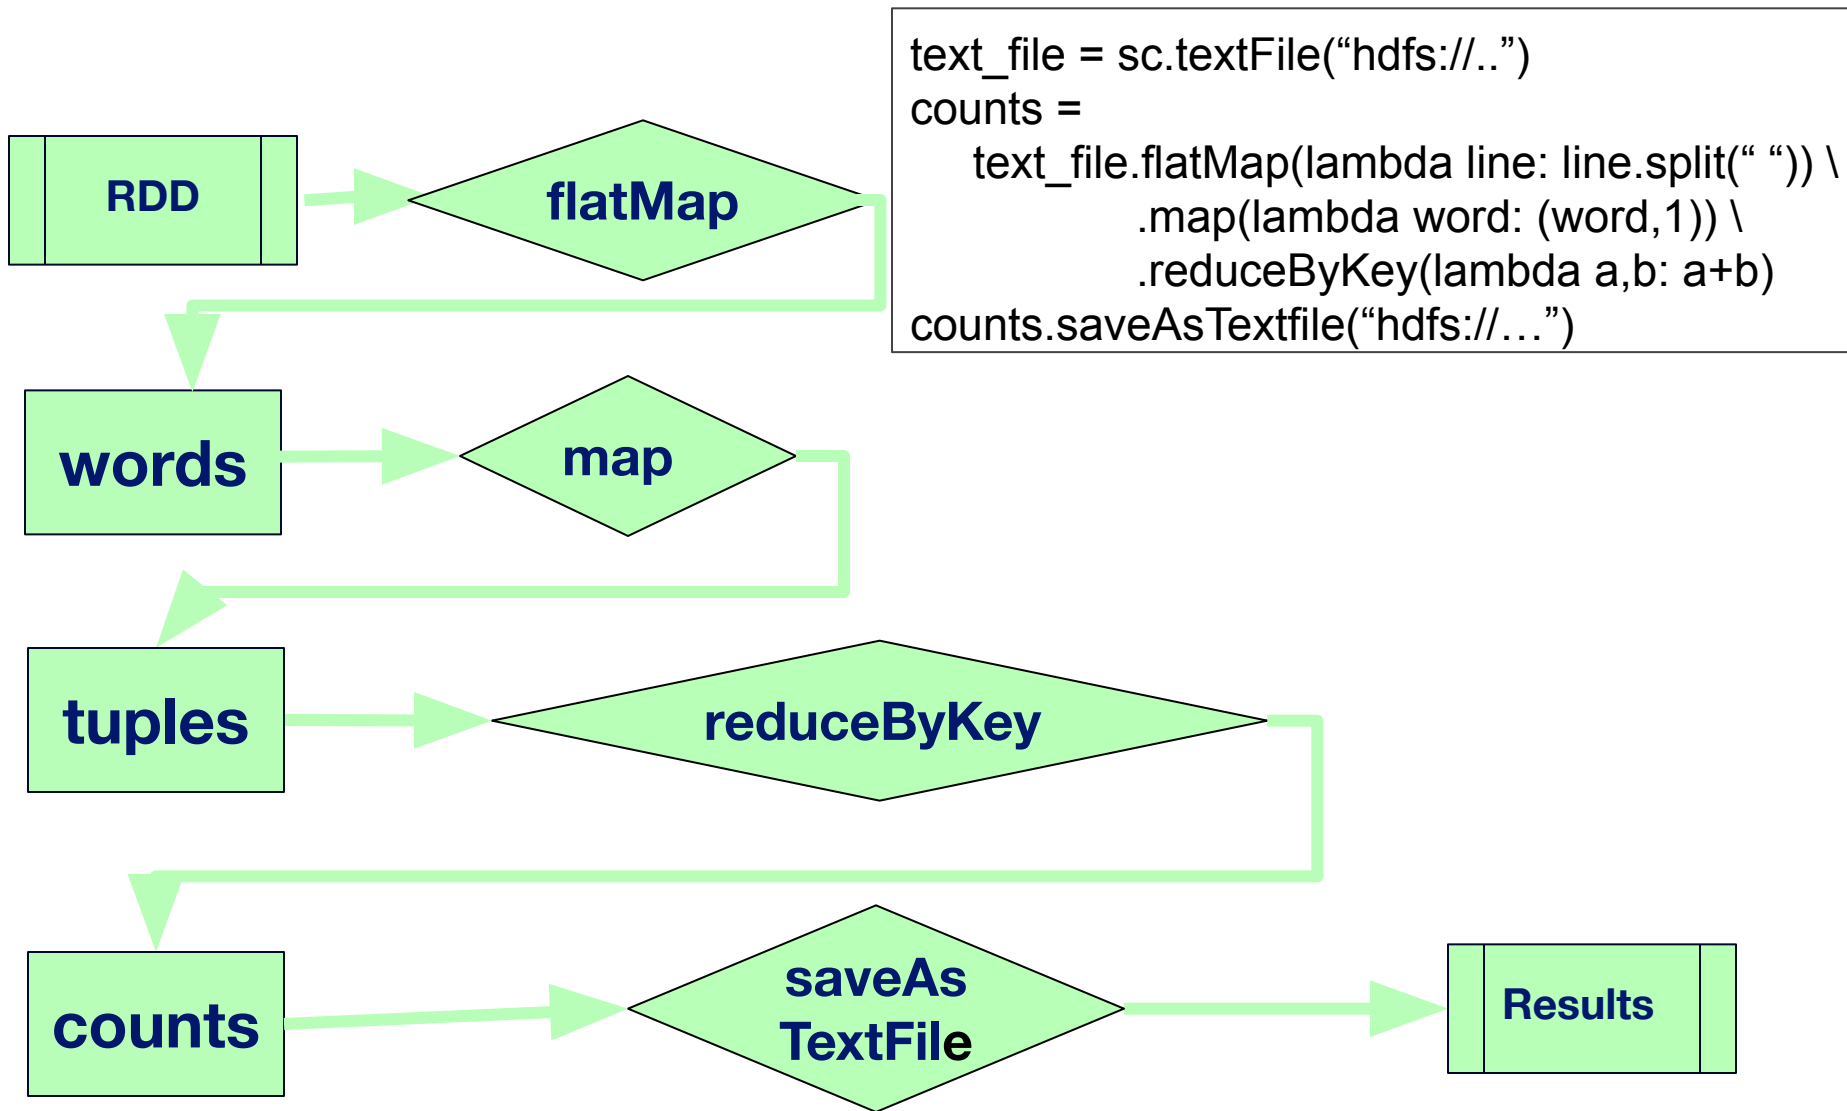 text_file = sc.textFile(“hdfs://..”)
counts =
text_file.flatMap(lambda line: line.split(“ “)) \
.map(lambda word: (word,1)) \
.reduceByKey(lambda a,b: a+b)
counts.saveAsTextfile(“hdfs://…”)
RDD
flatMap
words
map
tuples
reduceByKey
counts
saveAs
TextFile
Results